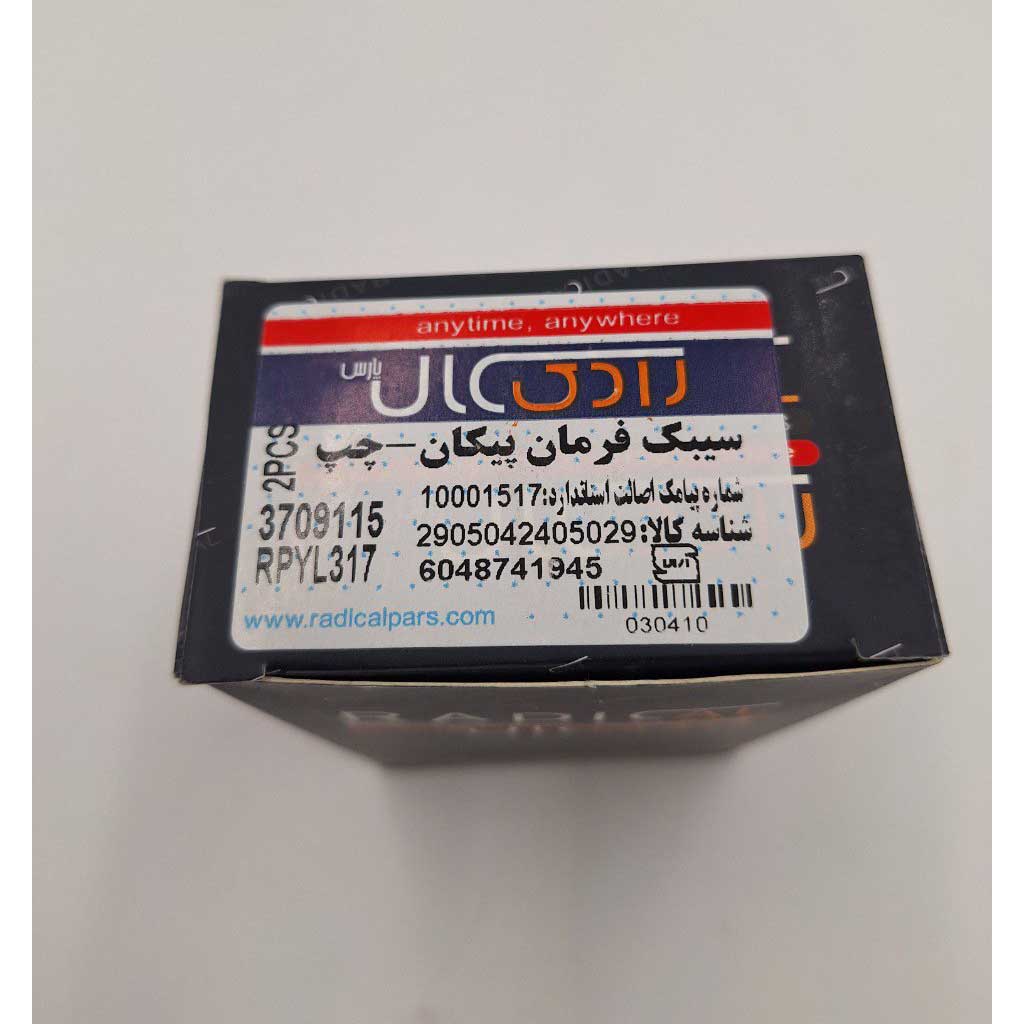 anytime, anywhere
رادیکال پارس
سیبک فرمان پیکان-چپ
2PCS
شماره پیامک اصالت استاندارد:10001517
3709115
شناسه کالا:2905042405029
RPYL317
6048741945
www.radicalpars.com
030410
RADICAL